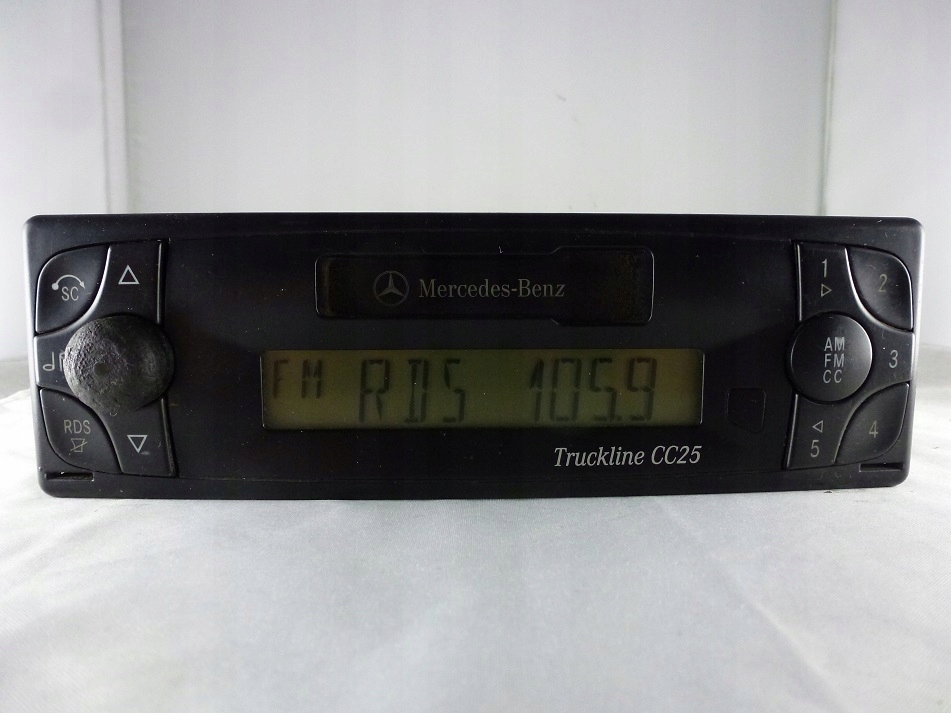 SC
RDS
Mercedes-Benz
FM RDS 105.9
Truckline CC25
1
2
AM
FM
CC
3
5
4